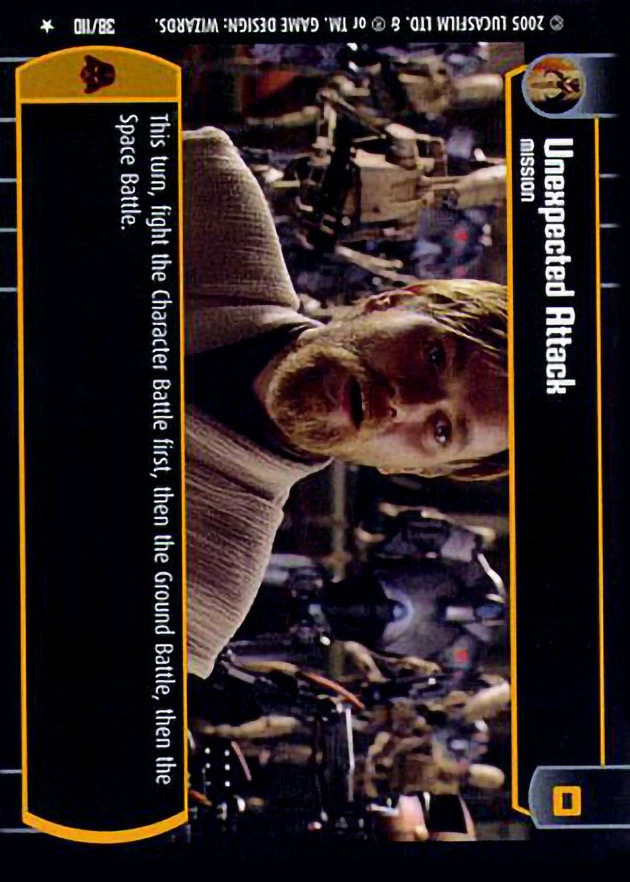 Unexpected Attack
MISSION
0
This turn, fight the Character Battle first, then the Ground Battle, then the
Space Battle.
© 2005 LUCASFILM LTD. & ® or TM. GAME DESIGN: WIZARDS.
38/110 ★